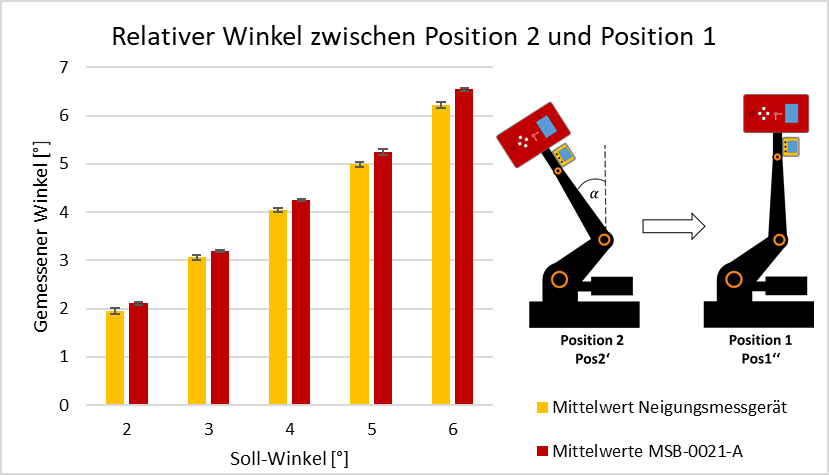 Relativer Winkel zwischen Position 2 und Position 1
Gemessener Winkel [°]
7
6
5
4
3
2
1
0
2 3 4 5 6
Soll-Winkel [°]
α
Position 2
Pos2‘
Position 1
Pos1‘‘
Mittelwert Neigungsmessgerät
Mittelwerte MSB-0021-A